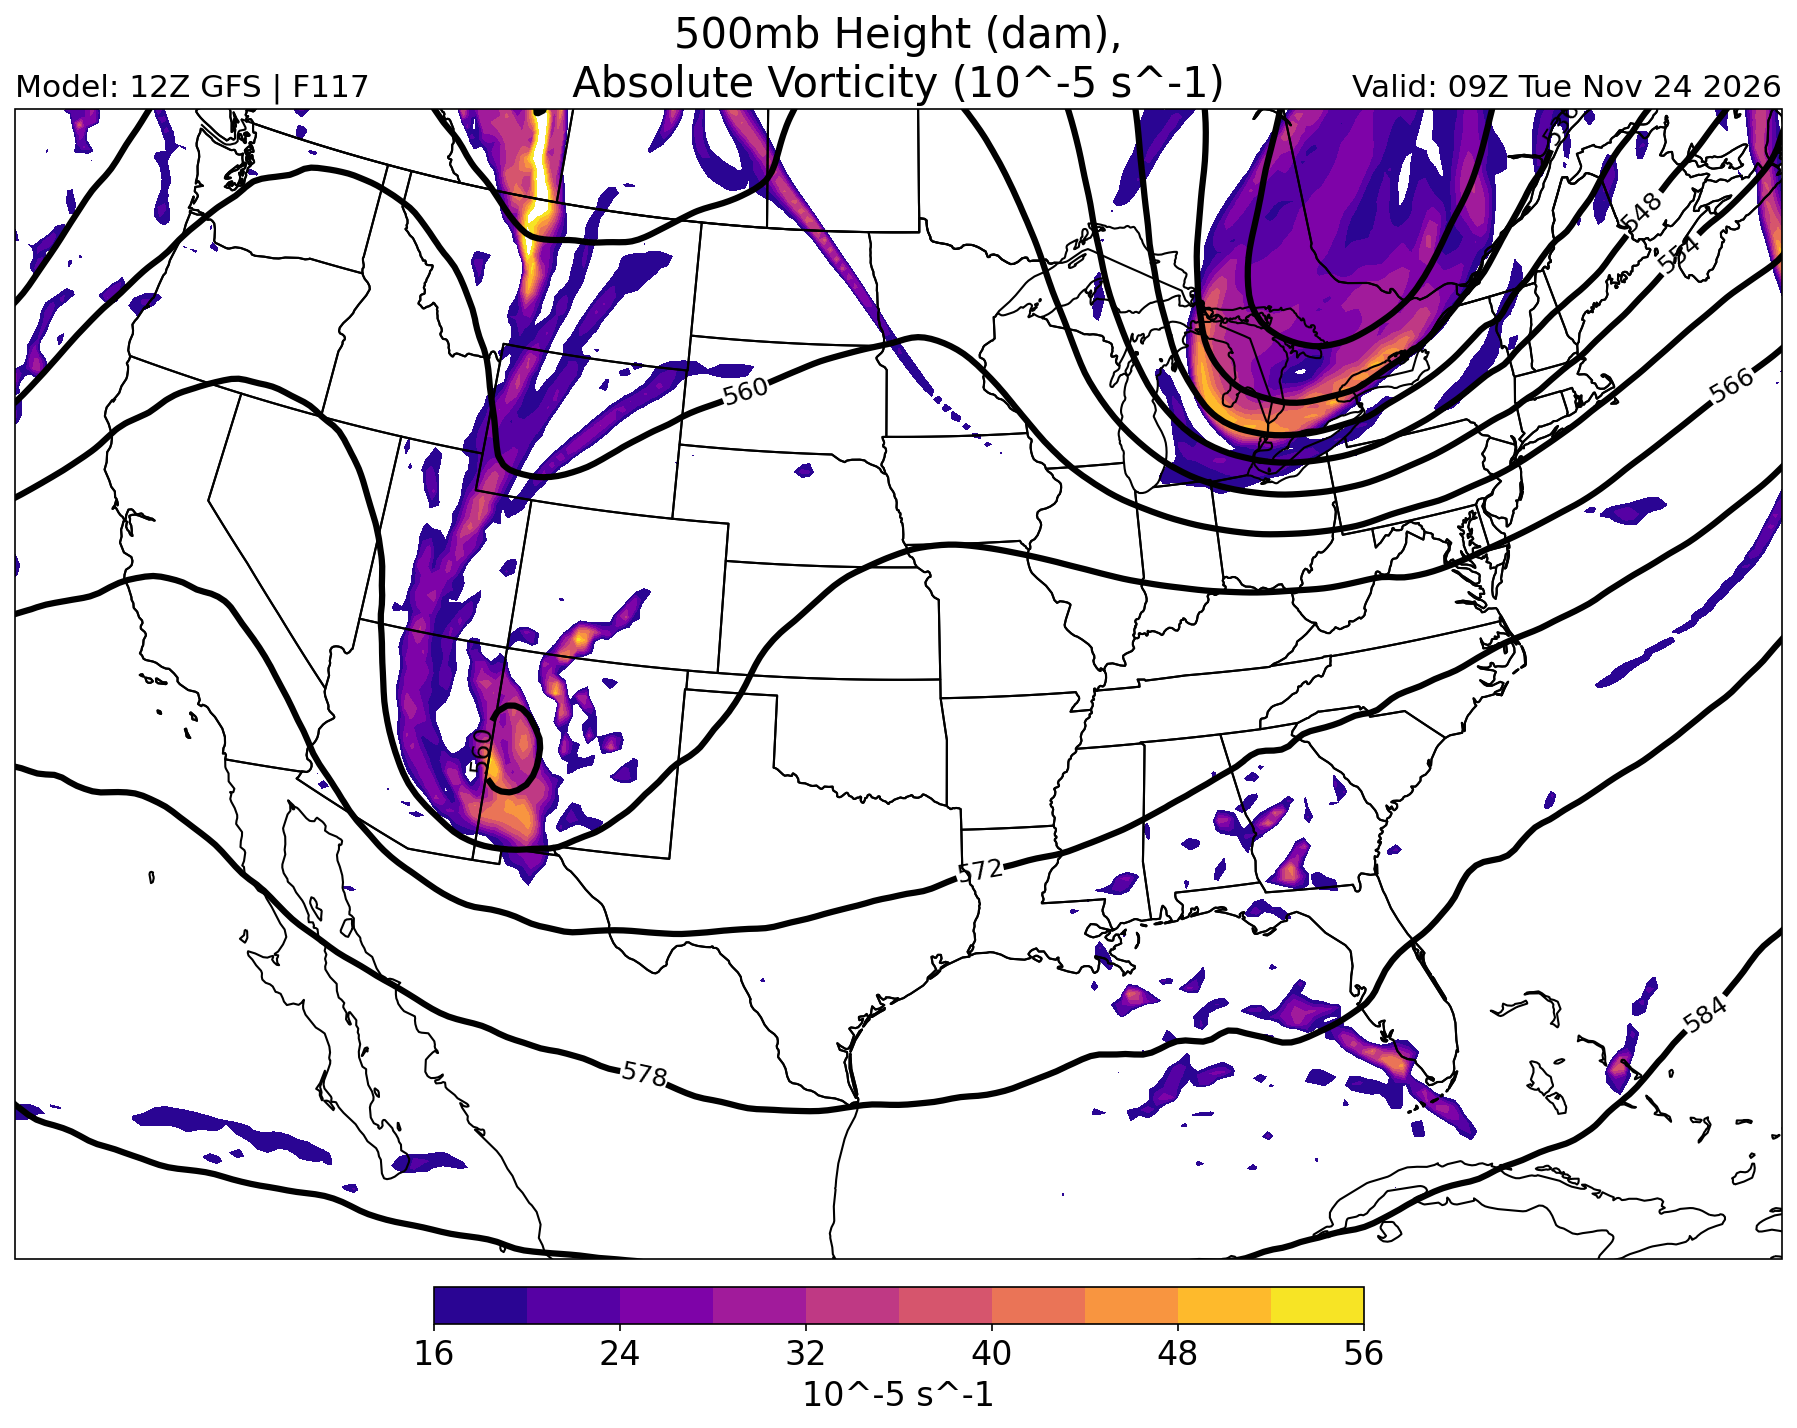 500mb Height (dam),
Absolute Vorticity (10^-5 s^-1)
Model: 12Z GFS | F117
Valid: 09Z Tue Nov 24 2026
548
554
560
566
560
572
578
584
16 24 32 40 48 56
10^-5 s^-1